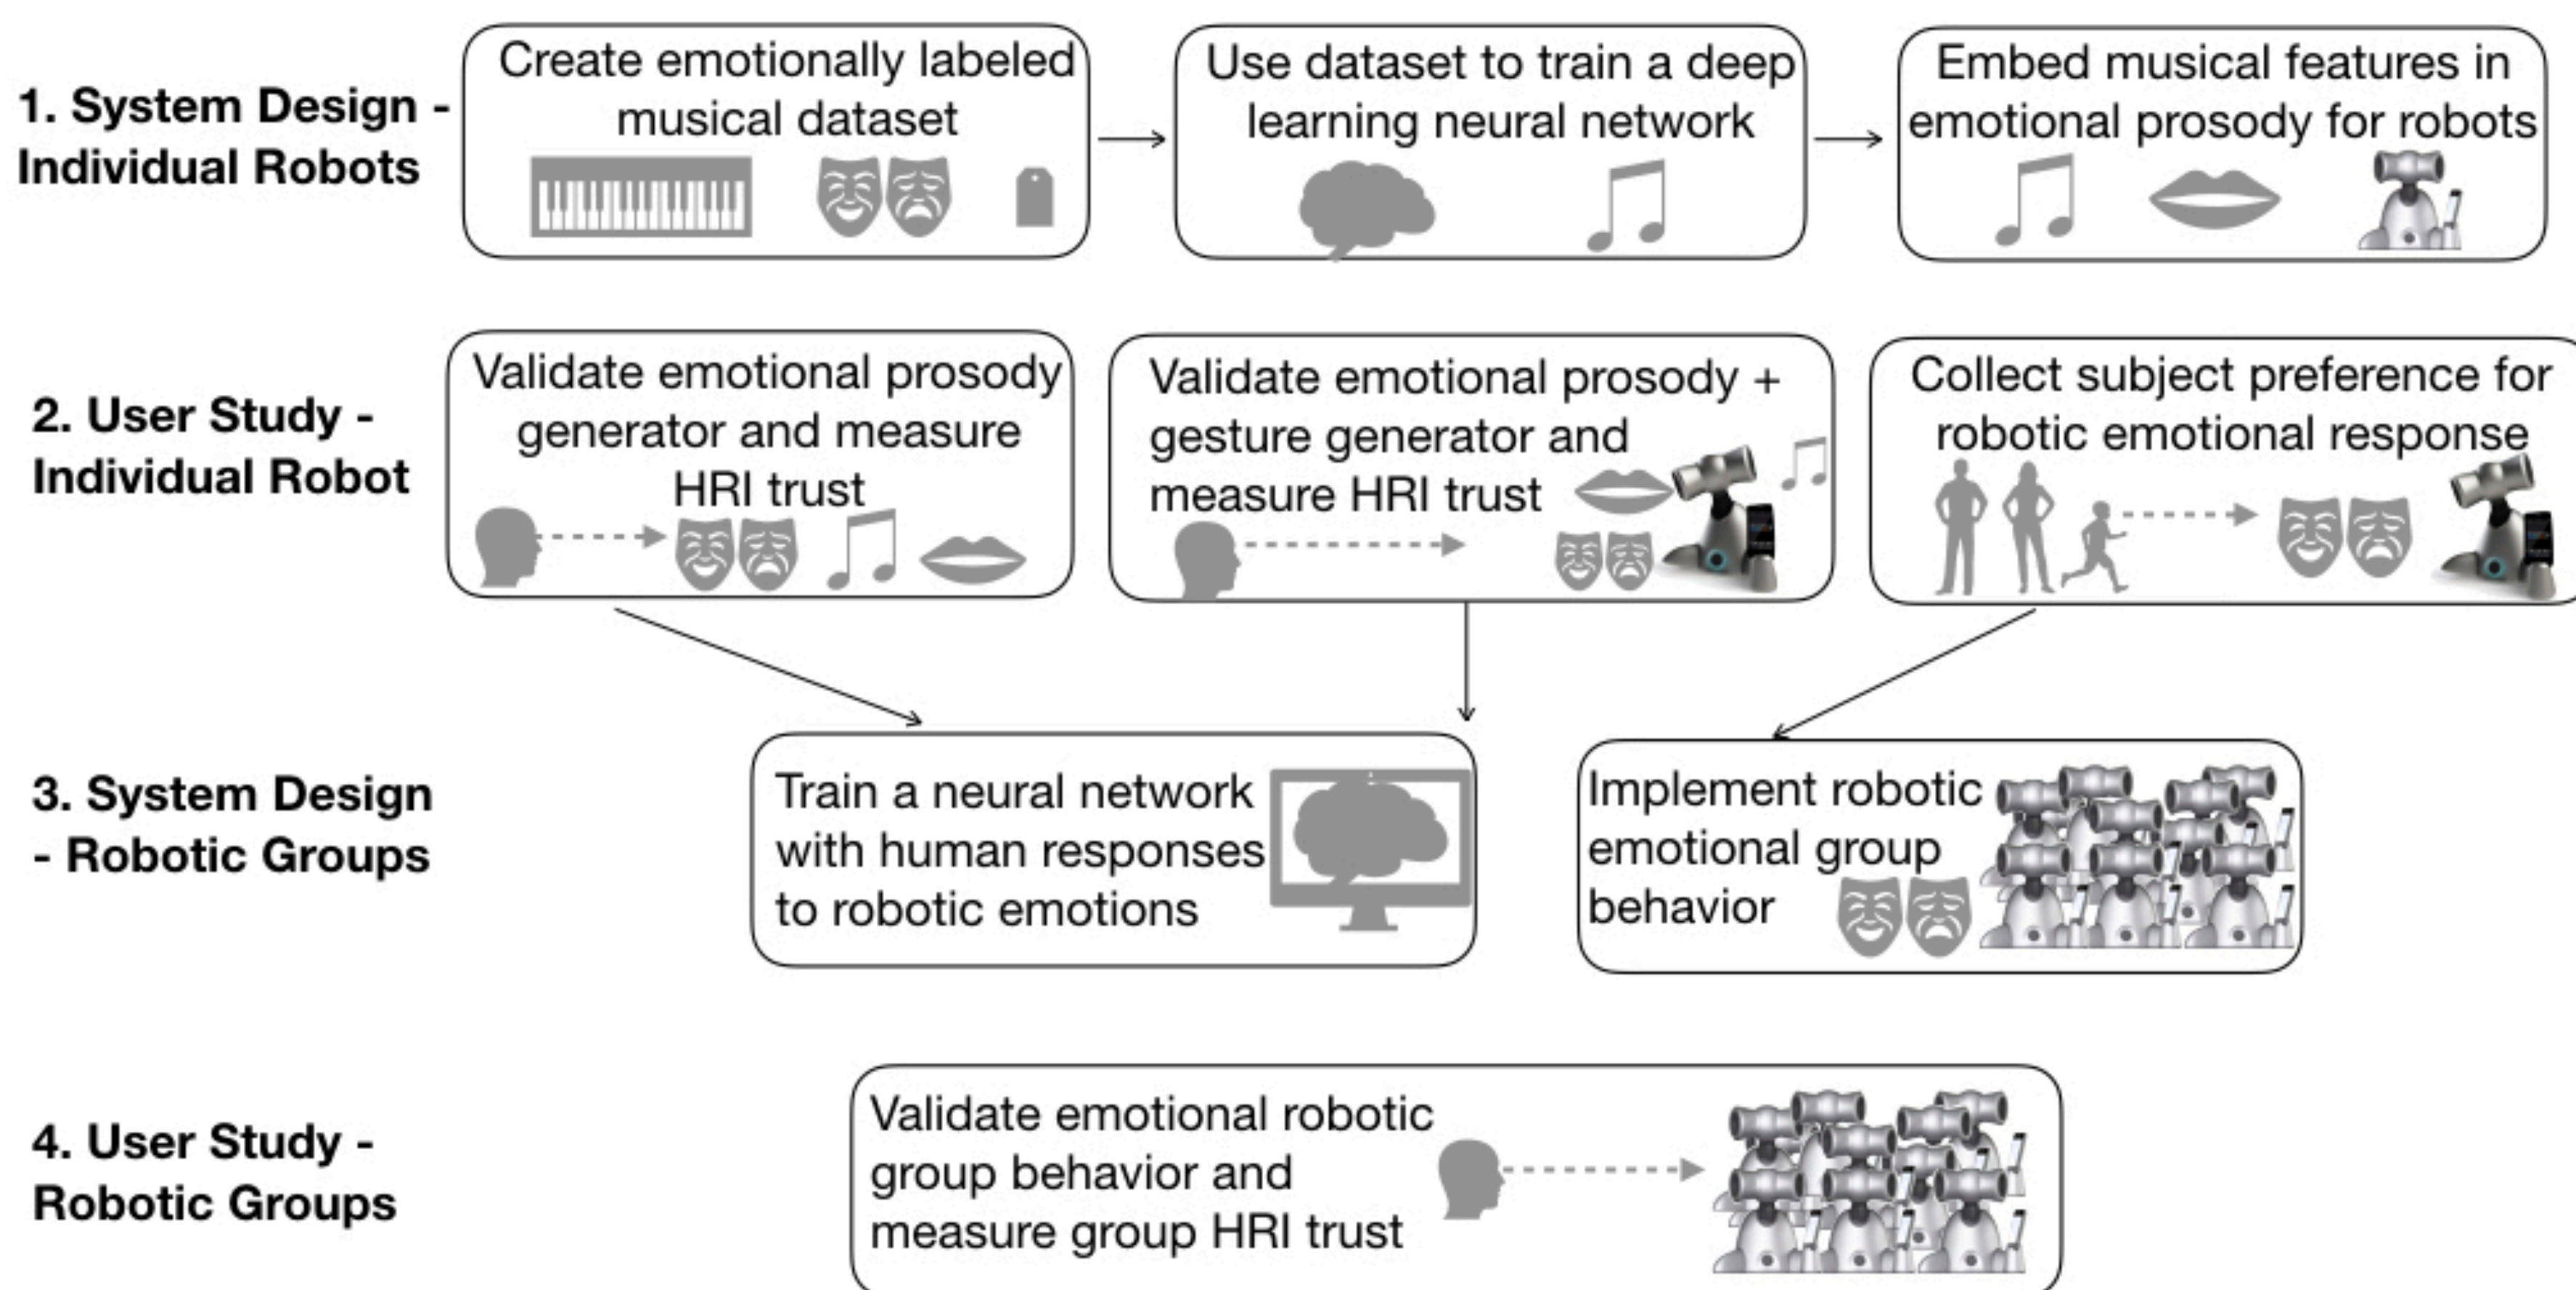 1. System Design -
Individual Robots
Create emotionally labeled
musical dataset
Use dataset to train a deep
learning neural network
Embed musical features in
emotional prosody for robots
2. User Study -
Individual Robot
Validate emotional prosody
generator and measure
HRI trust
Validate emotional prosody +
gesture generator and
measure HRI trust
Collect subject preference for
robotic emotional response
3. System Design
- Robotic Groups
Train a neural network
with human responses
to robotic emotions
Implement robotic
emotional group
behavior
4. User Study -
Robotic Groups
Validate emotional robotic
group behavior and
measure group HRI trust